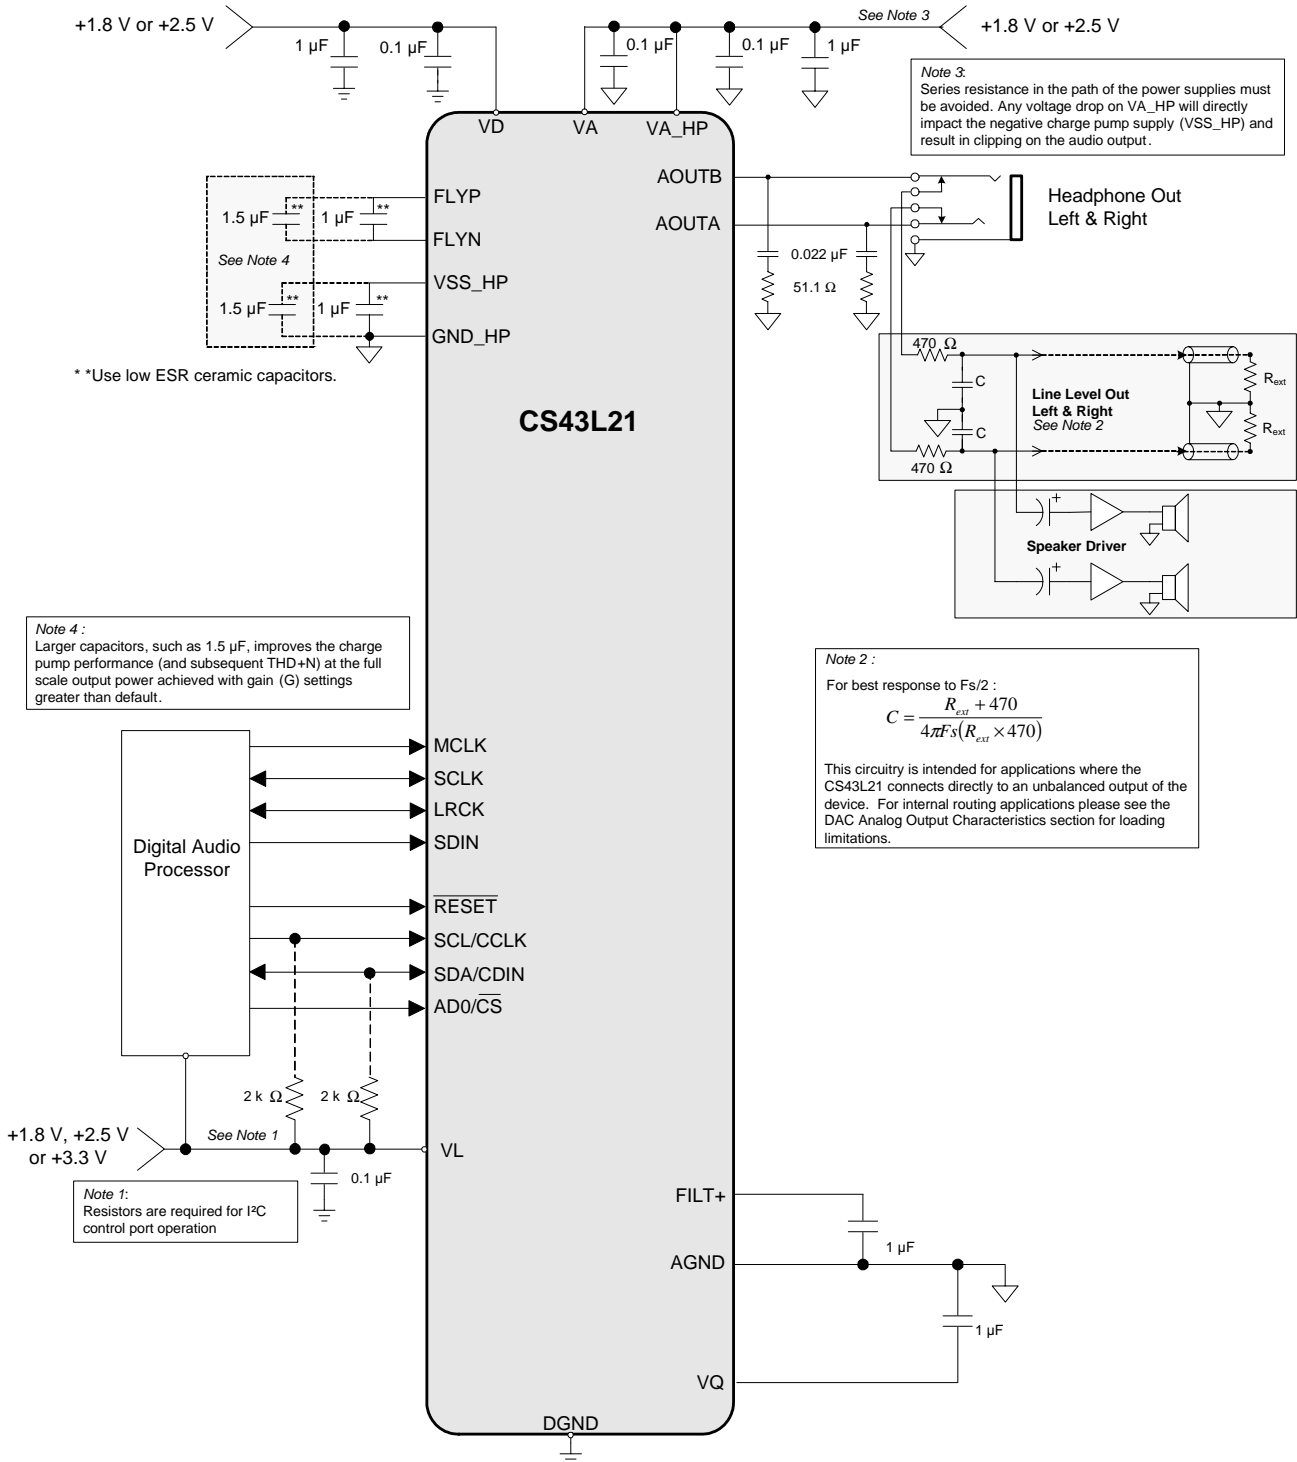 +1.8 V or +2.5 V
1 µF
0.1 µF
See Note 3
+1.8 V or +2.5 V
0.1 µF
0.1 µF
1 µF
Note 3:
Series resistance in the path of the power supplies must
be avoided. Any voltage drop on VA_HP will directly
impact the negative charge pump supply (VSS_HP) and
result in clipping on the audio output.
VD
VA
VA_HP
FLYP
1.5 µF
**
1 µF
**
FLYN
See Note 4
VSS_HP
1.5 µF
**
1 µF
**
GND_HP
* *Use low ESR ceramic capacitors.
AOUTB
AOUTA
Headphone Out
Left & Right
0.022 µF
51.1 Ω
470 Ω
C
C
470 Ω
Line Level Out
Left & Right
See Note 2
Rext
Rext
+
Speaker Driver
+
CS43L21
Note 4 :
Larger capacitors, such as 1.5 µF, improves the charge
pump performance (and subsequent THD+N) at the full
scale output power achieved with gain (G) settings
greater than default.
Note 2 :
For best response to Fs/2 :
C = (Rext + 470) / (4πFs(Rext × 470))
This circuitry is intended for applications where the
CS43L21 connects directly to an unbalanced output of the
device. For internal routing applications please see the
DAC Analog Output Characteristics section for loading
limitations.
Digital Audio
Processor
MCLK
SCLK
LRCK
SDIN
RESET
SCL/CCLK
SDA/CDIN
AD0/CS
2 k Ω
2 k Ω
+1.8 V, +2.5 V
or +3.3 V
See Note 1
VL
0.1 µF
Note 1:
Resistors are required for I²C
control port operation
FILT+
1 µF
AGND
1 µF
VQ
DGND